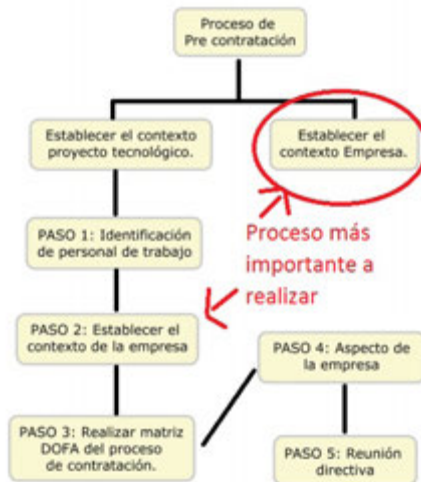 Proceso de
Pre contratación
Establecer el contexto
proyecto tecnológico.
Establecer el
contexto Empresa.
PASO 1: Identificación
de personal de trabajo
Proceso más
importante a
realizar
PASO 2: Establecer el
contexto de la empresa
PASO 4: Aspecto de
la empresa
PASO 3: Realizar matriz
DOFA del proceso
de contratación.
PASO 5: Reunión
directiva